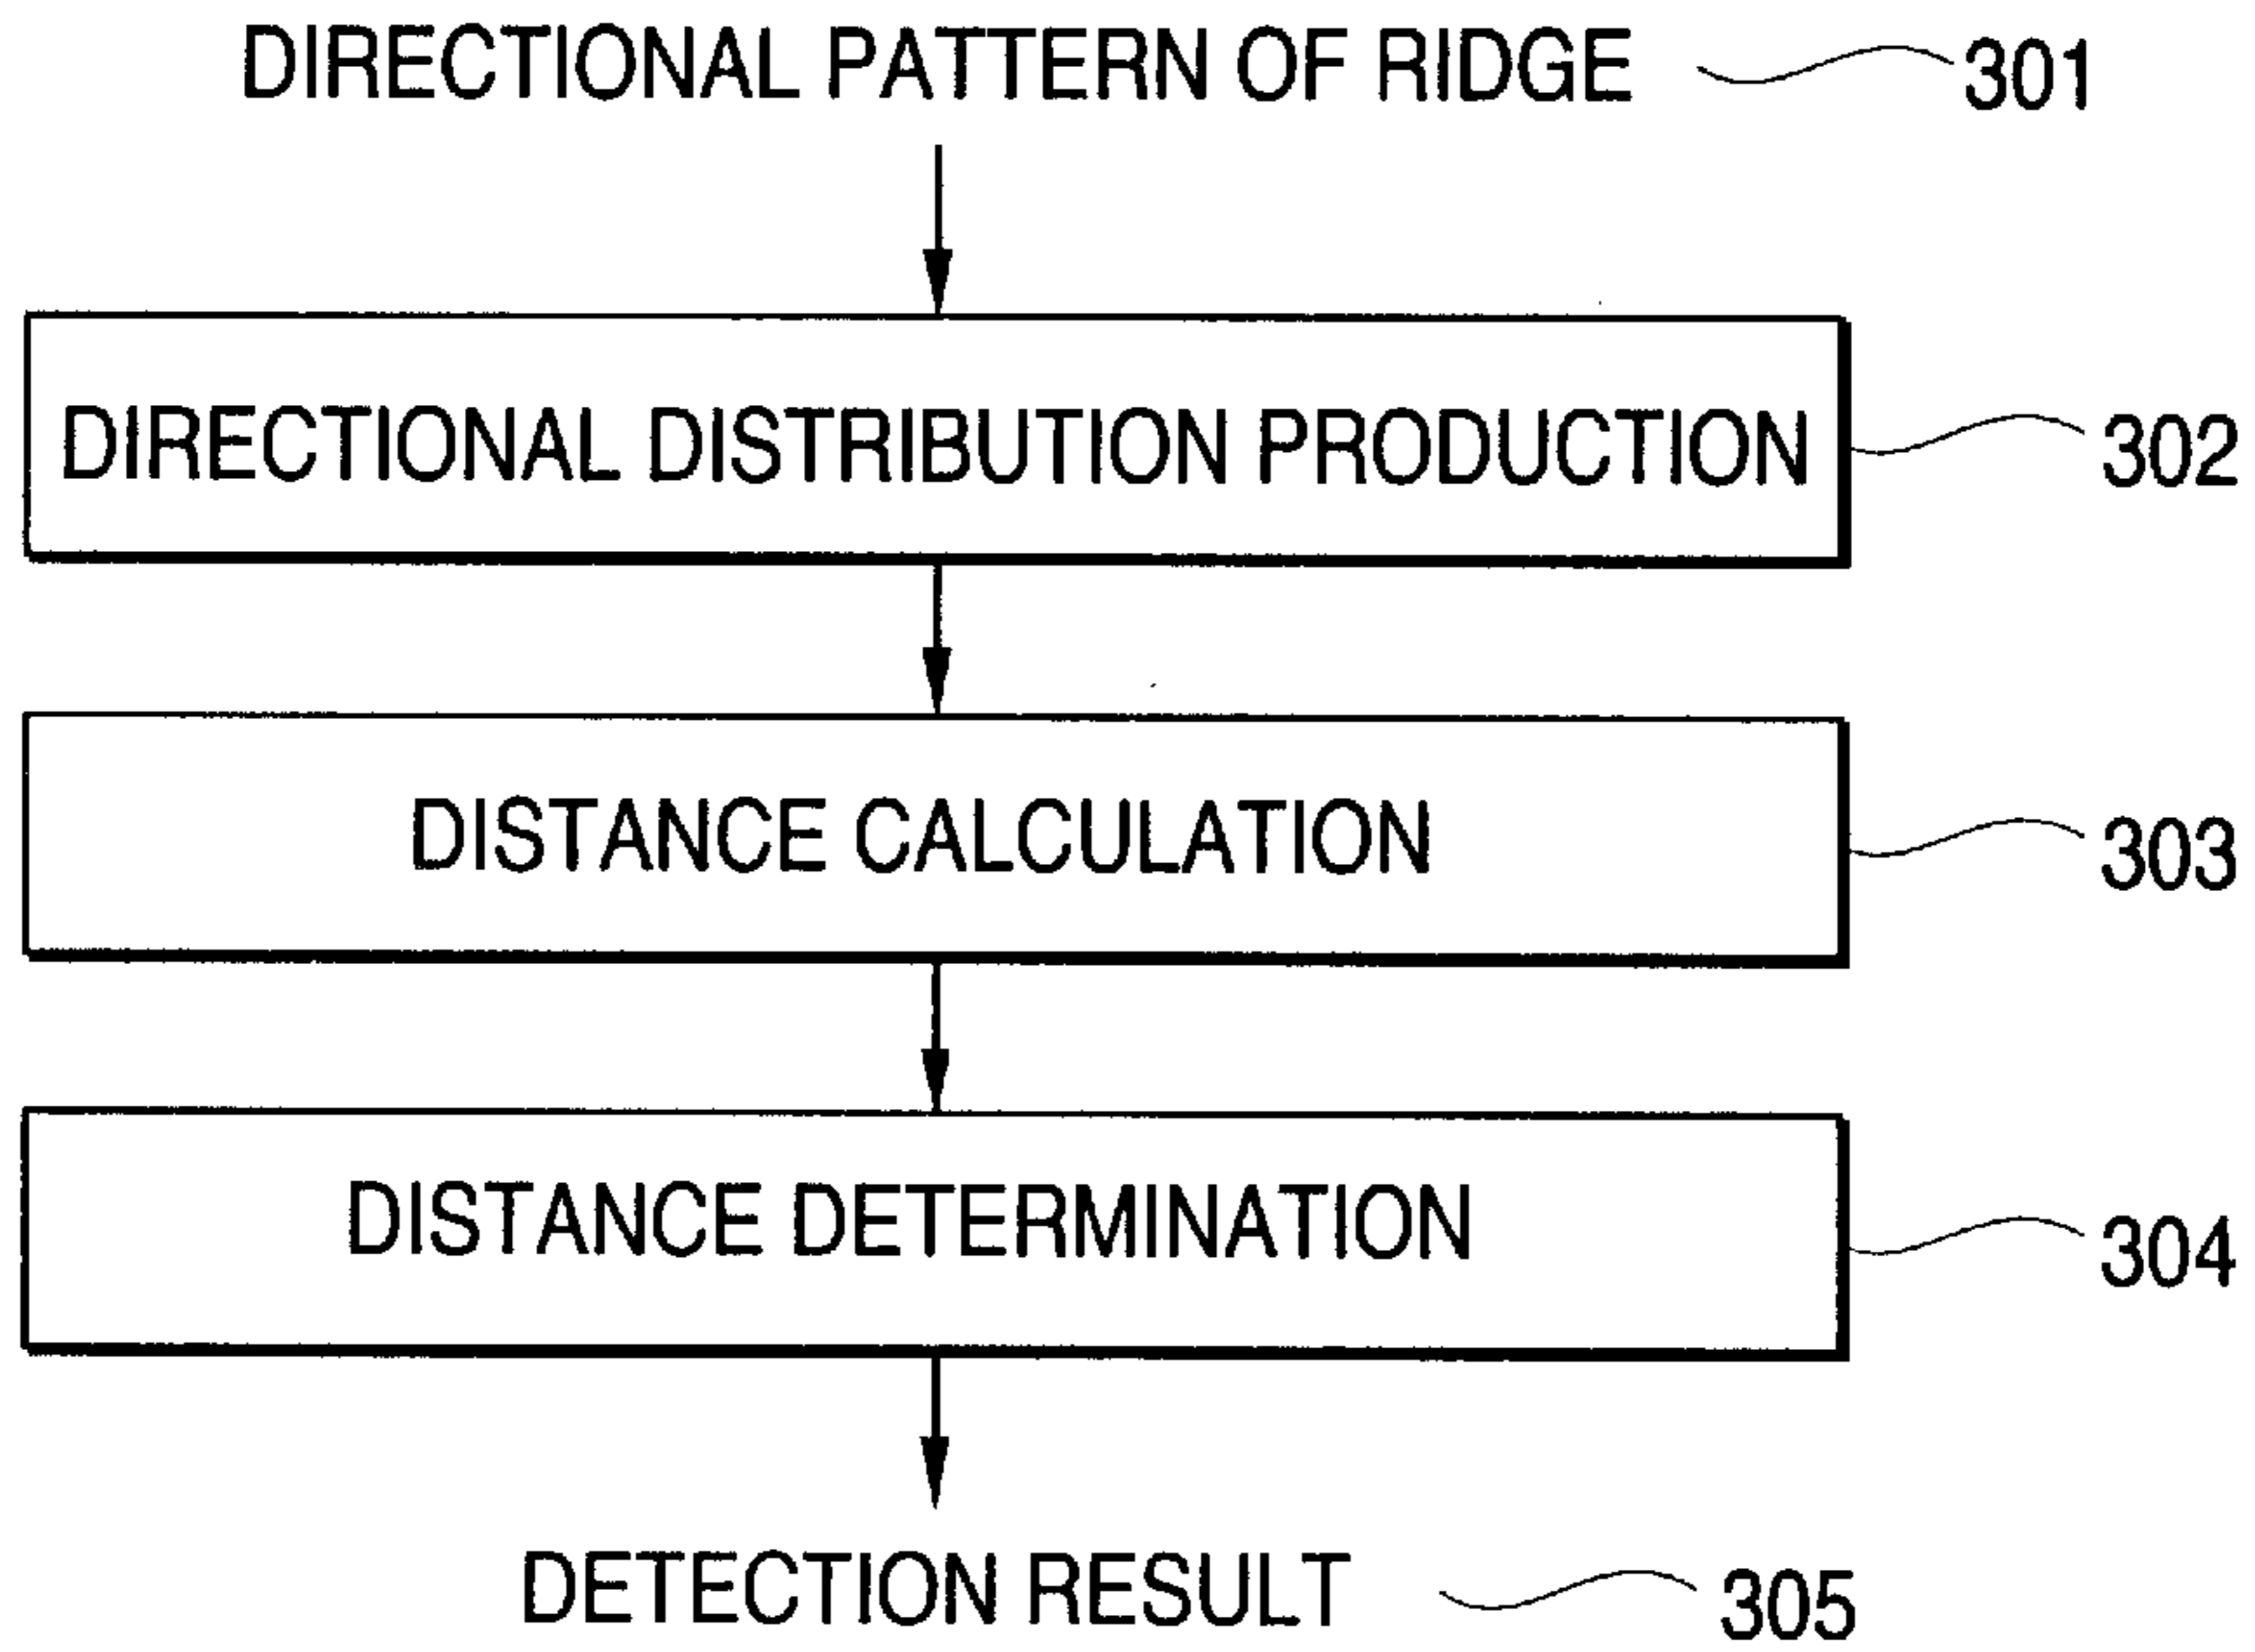 DIRECTIONAL PATTERN OF RIDGE 301
DIRECTIONAL DISTRIBUTION PRODUCTION 302
DISTANCE CALCULATION 303
DISTANCE DETERMINATION 304
DETECTION RESULT 305